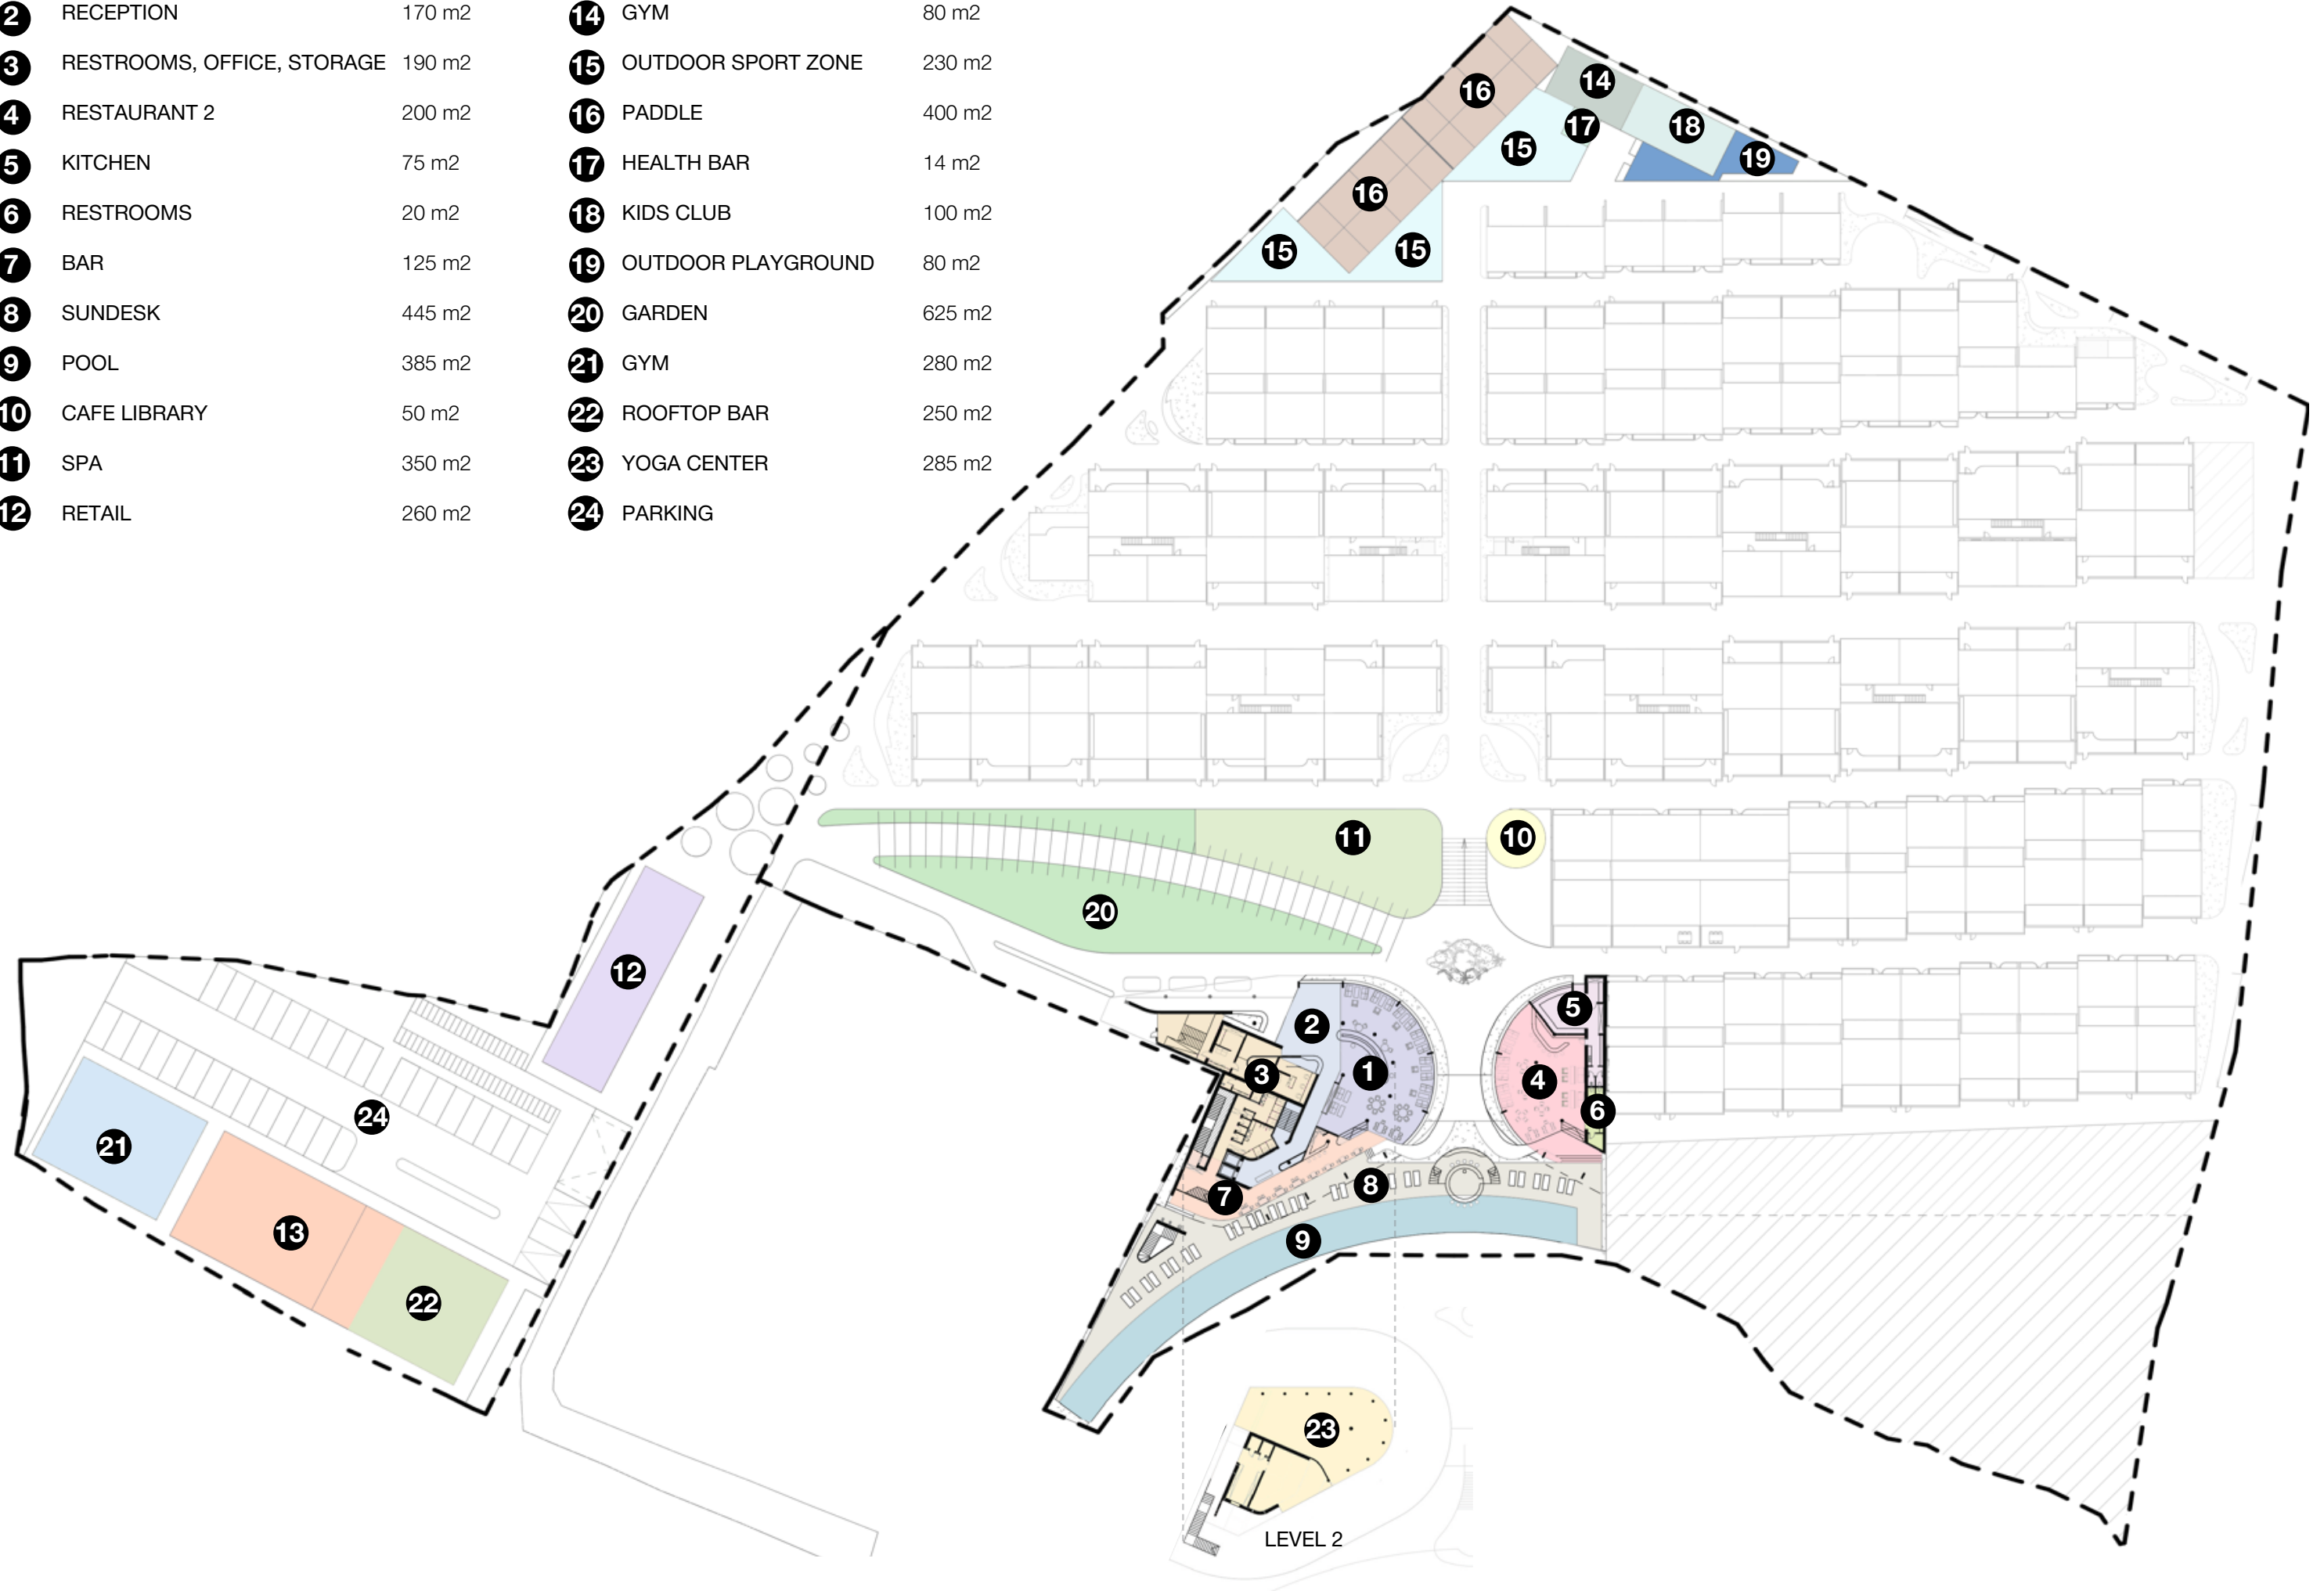 2 RECEPTION 170 m2
3 RESTROOMS, OFFICE, STORAGE 190 m2
4 RESTAURANT 2 200 m2
5 KITCHEN 75 m2
6 RESTROOMS 20 m2
7 BAR 125 m2
8 SUNDESK 445 m2
9 POOL 385 m2
10 CAFE LIBRARY 50 m2
11 SPA 350 m2
12 RETAIL 260 m2
14 GYM 80 m2
15 OUTDOOR SPORT ZONE 230 m2
16 PADDLE 400 m2
17 HEALTH BAR 14 m2
18 KIDS CLUB 100 m2
19 OUTDOOR PLAYGROUND 80 m2
20 GARDEN 625 m2
21 GYM 280 m2
22 ROOFTOP BAR 250 m2
23 YOGA CENTER 285 m2
24 PARKING
16
14
17
18
15
19
16
15
15
11
10
20
12
2
5
3
1
4
24
6
21
7
8
13
9
22
23
LEVEL 2